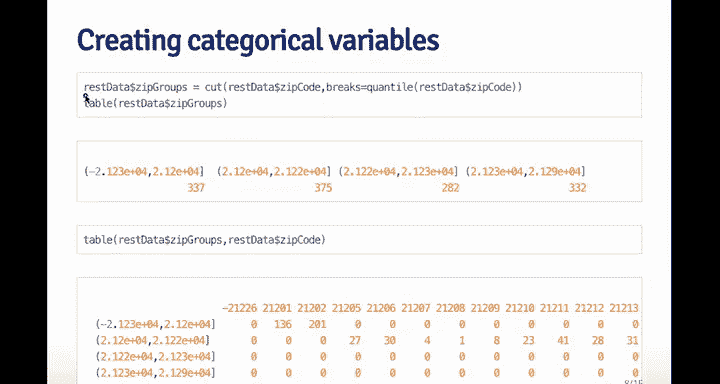 Creating categorical variables
restData$zipGroups = cut(restData$zipCode,breaks=quantile(restData$zipCode))
table(restData$zipGroups)
(-2.123e+04,2.12e+04] (2.12e+04,2.122e+04] (2.122e+04,2.123e+04] (2.123e+04,2.129e+04]
337 375 282 332
table(restData$zipGroups,restData$zipCode)
-21226 21201 21202 21205 21206 21207 21208 21209 21210 21211 21212 21213
(-2.123e+04,2.12e+04] 0 136 201 0 0 0 0 0 0 0 0 0
(2.12e+04,2.122e+04] 0 0 0 27 30 4 1 8 23 41 28 31
(2.122e+04,2.123e+04] 0 0 0 0 0 0 0 0 0 0 0 0
(2.123e+04,2.129e+04] 0 0 0 0 0 0 0 0 0 0 0 0